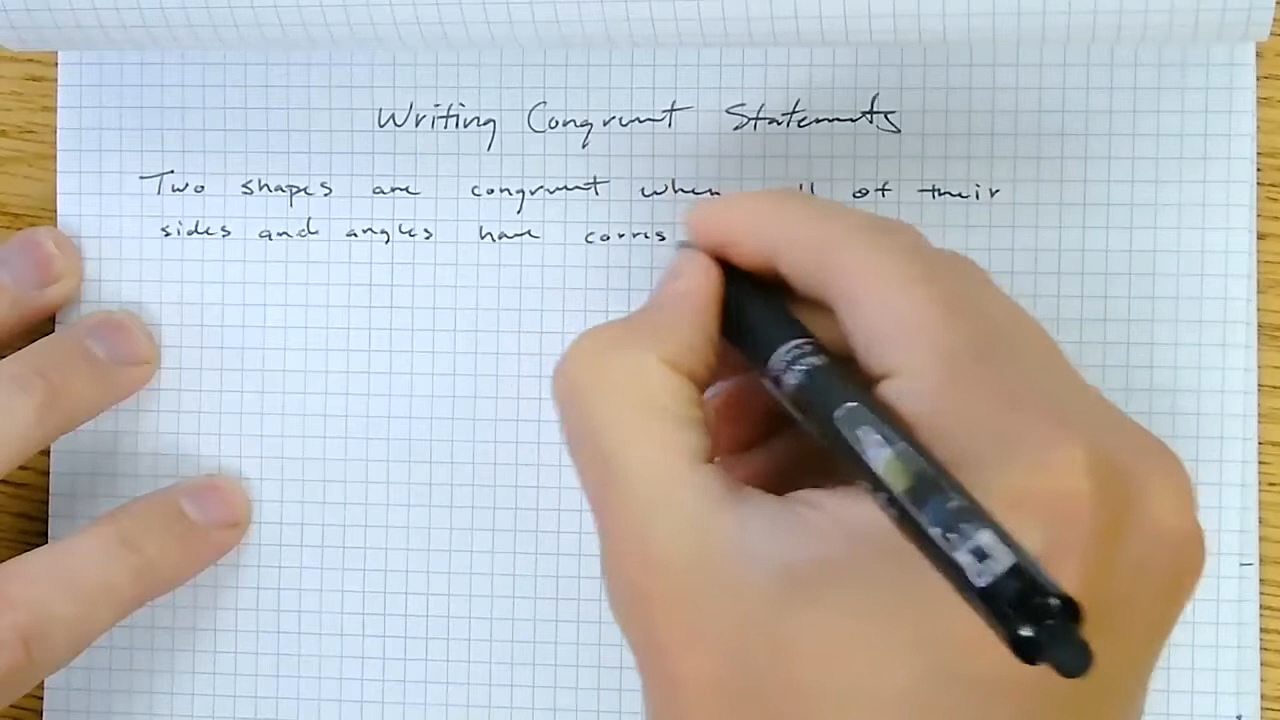 Writing Congruent Statements
Two shapes are congruent when of their
sides and angles have corres